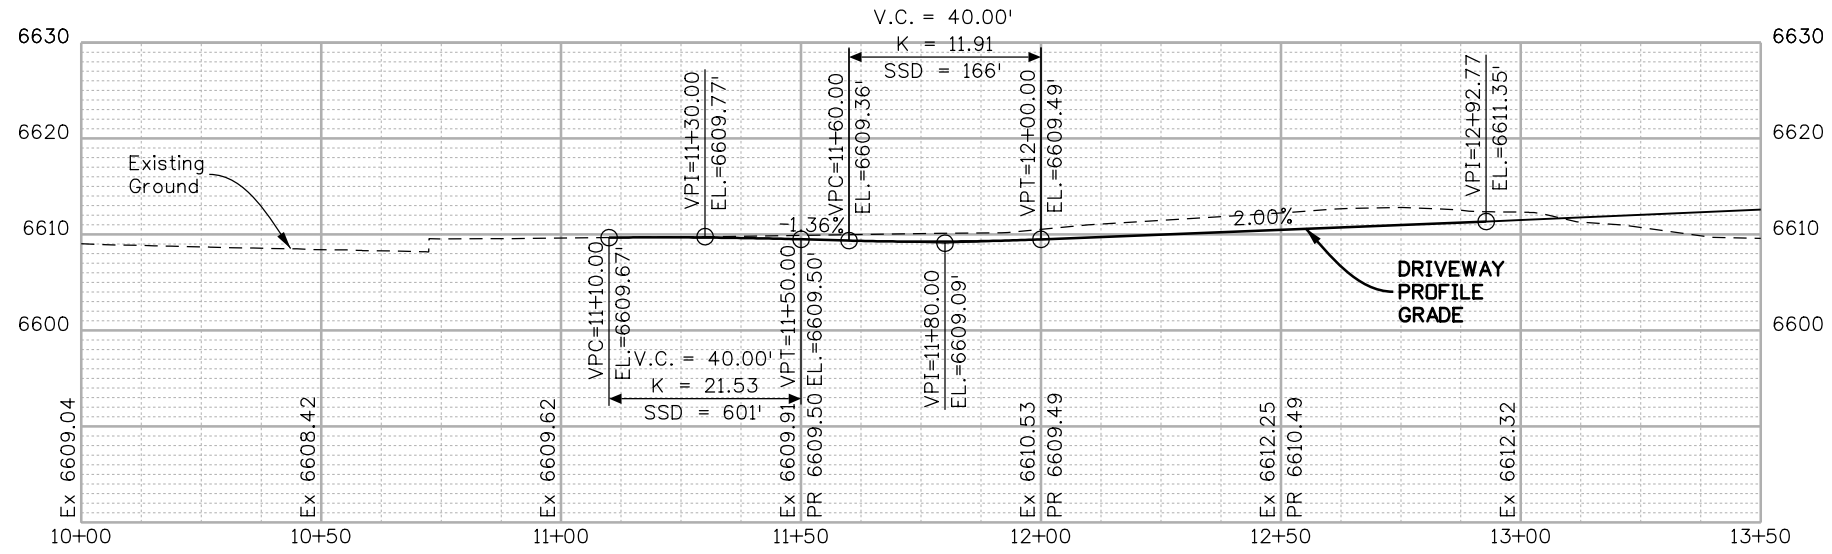 V.C. = 40.00'
K = 11.91
SSD = 166'
6630
6630
6620
6620
6610
6610
6600
6600
Existing
Ground
VPI=11+30.00
EL.=6609.77'
VPC=11+60.00
EL.=6609.36'
VPT=12+00.00
EL.=6609.49'
VPI=12+92.77
EL.=6611.35'
-1.36%
2.00%
DRIVEWAY
PROFILE
GRADE
VPC=11+10.00
EL.=6609.67'
V.C. = 40.00'
K = 21.53
SSD = 601'
VPT=11+50.00
EL.=6609.50'
VPI=11+80.00
EL.=6609.09'
Ex 6609.04
Ex 6608.42
Ex 6609.62
Ex 6609.91
PR 6609.50
Ex 6610.53
PR 6609.49
Ex 6612.25
PR 6610.49
Ex 6612.32
10+00
10+50
11+00
11+50
12+00
12+50
13+00
13+50